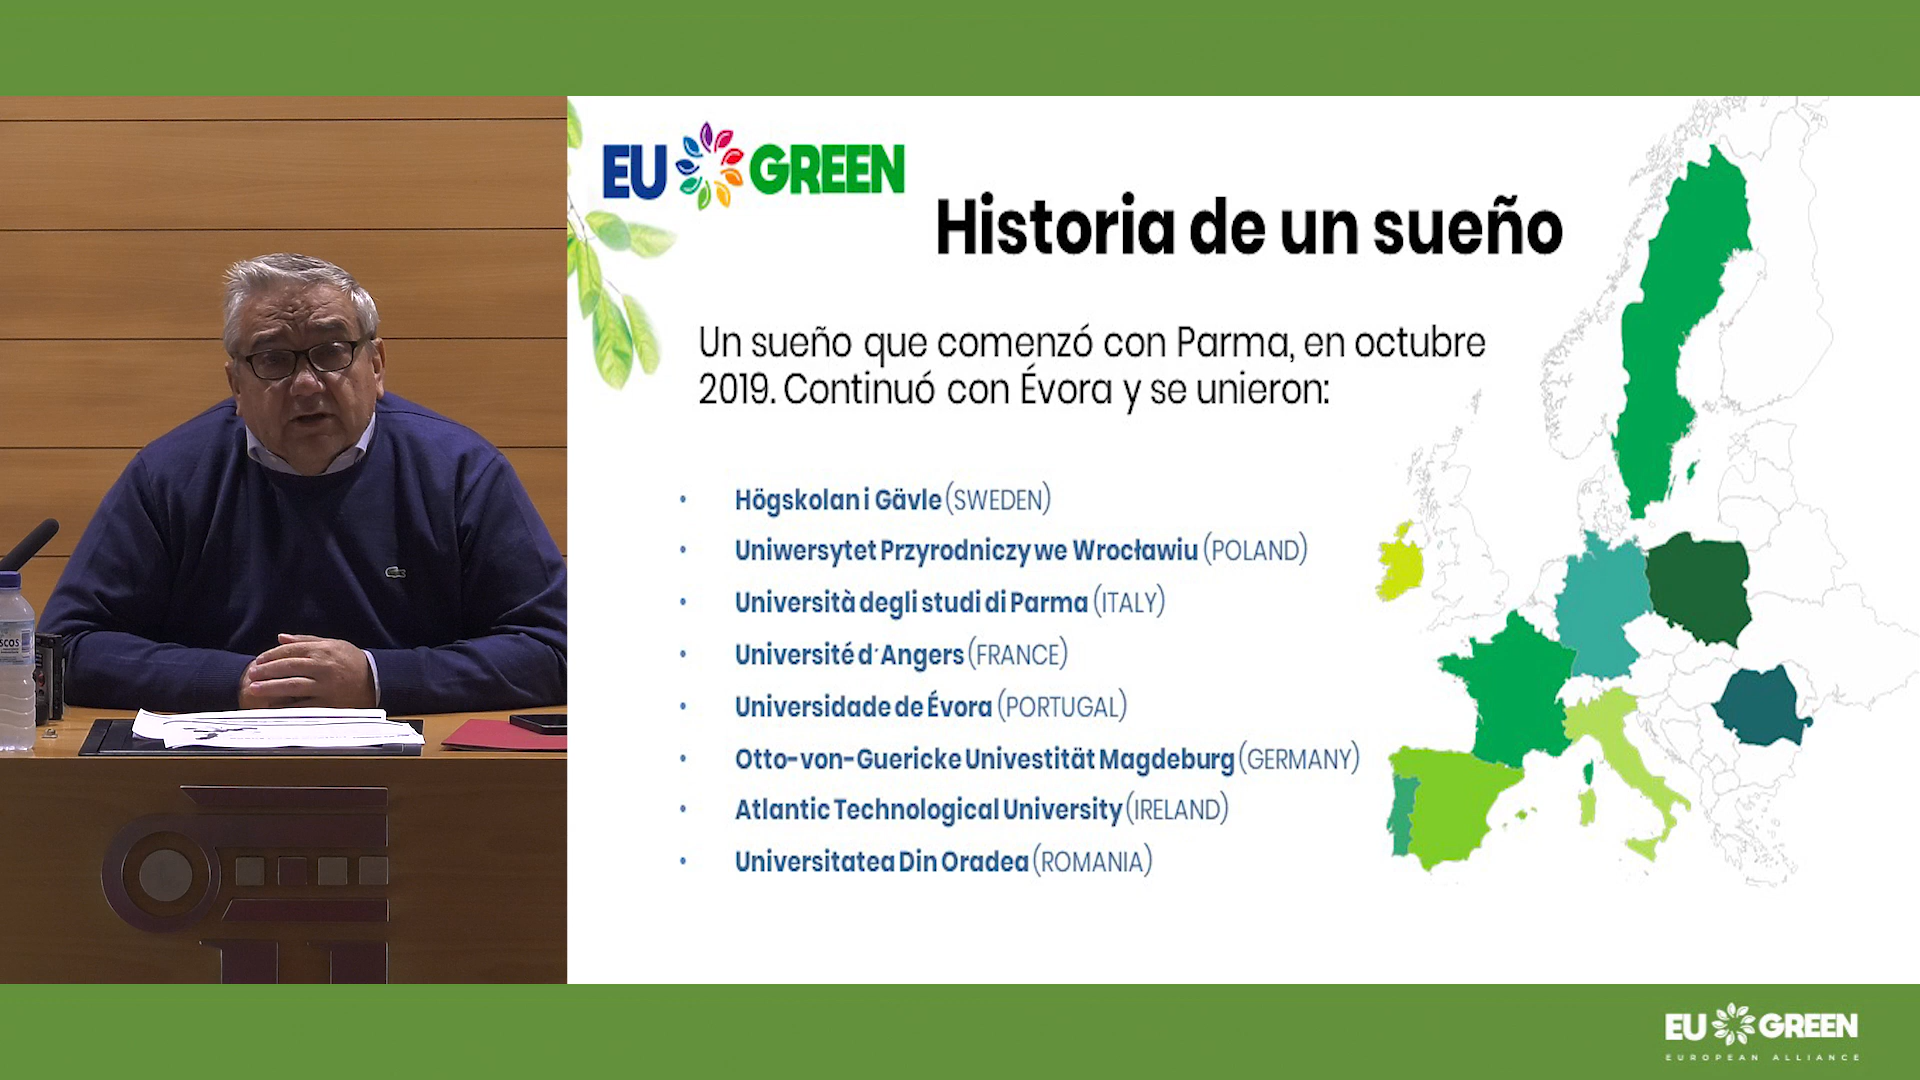 EU GREEN
Historia de un sueño
Un sueño que comenzó con Parma, en octubre
2019. Continuó con Évora y se unieron:
• Högskolan i Gävle (SWEDEN)
• Uniwersytet Przyrodniczy we Wrocławiu (POLAND)
• Università degli studi di Parma (ITALY)
• Université d´Angers (FRANCE)
• Universidade de Évora (PORTUGAL)
• Otto-von-Guericke Univestität Magdeburg (GERMANY)
• Atlantic Technological University (IRELAND)
• Universitatea Din Oradea (ROMANIA)
EU GREEN
EUROPEAN ALLIANCE